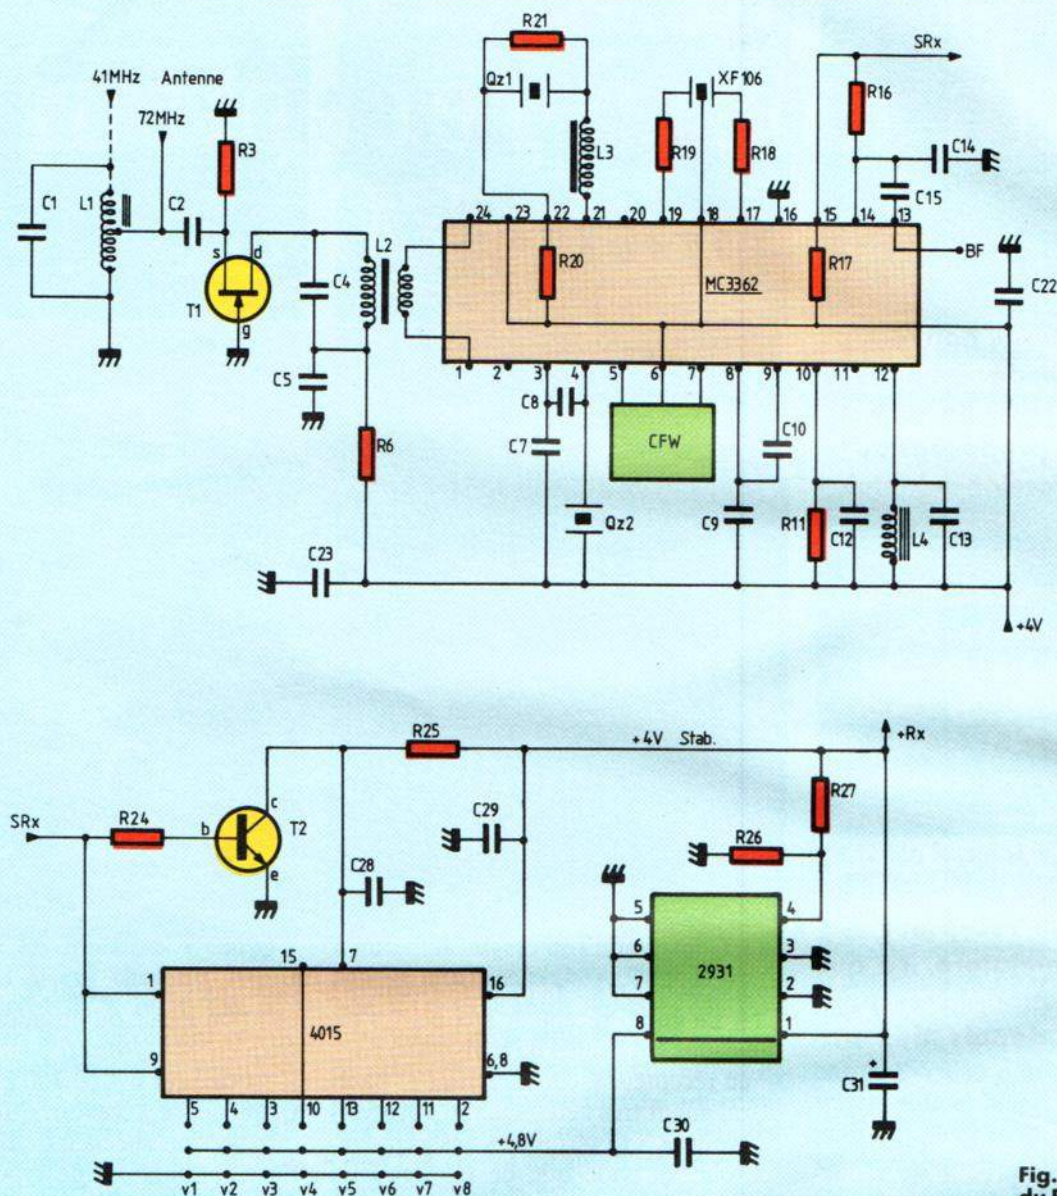 R21
SRx
41MHz Antenne
Qz1
XF106
R16
72MHz
R3
R19
R18
C14
L3
C1
L1
C2
C15
24 23 22 21 20 19 18 17 16 15 14 13
s d
L2
BF
R20
MC3362
R17
C22
T1
C4
g
1 2 3 4 5 6 7 8 9 10 11 12
C5
C8
C10
R6
C7
CFW
Qz2
C9
R11
C12
L4
C13
C23
+4V
R25
+4V Stab.
+Rx
R27
c
SRx
R24
b
T2
C29
R26
e
C28
5
4
15
7
6
2931
3
1
16
7
2
4015
8
1
9
6,8
C31
+
5 4 3 10 13 12 11 2
+4,8V
C30
v1 v2 v3 v4 v5 v6 v7 v8
Fig.